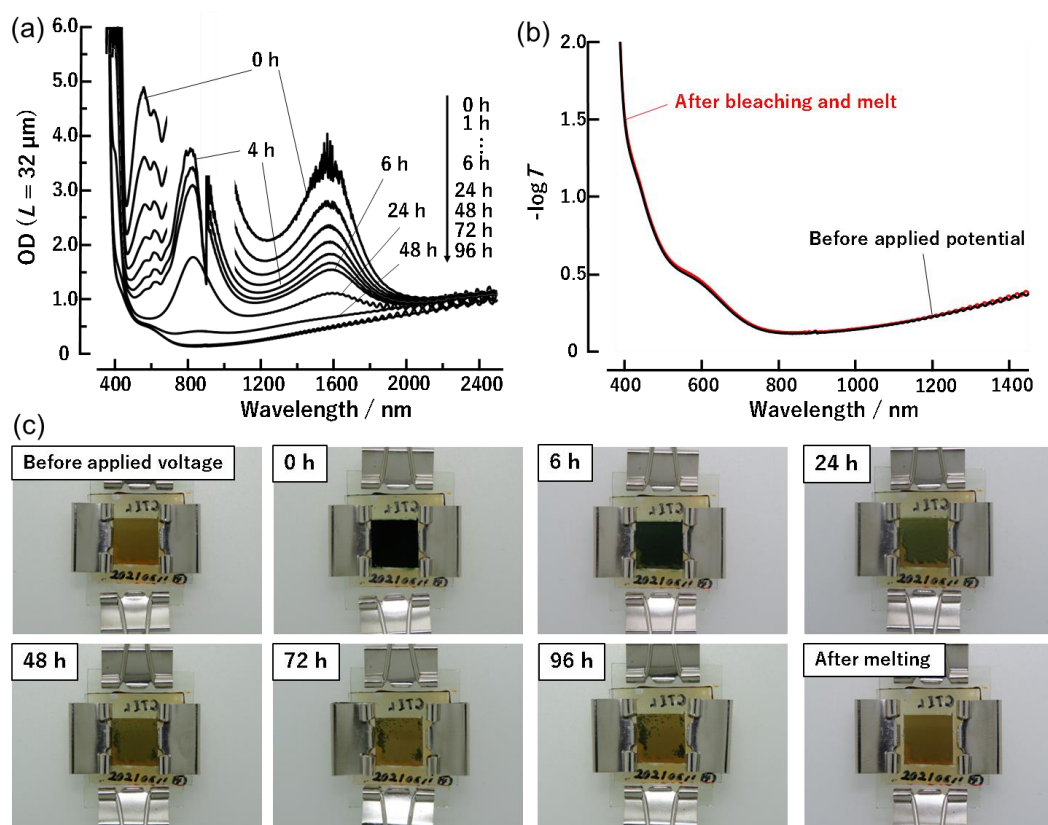 (a)
6.0
5.0
4.0
3.0
2.0
1.0
0
OD (L = 32 μm)
0 h
4 h
6 h
24 h
48 h
0 h
1 h
⋮
6 h
24 h
48 h
72 h
96 h
400 800 1200 1600 2000 2400
Wavelength / nm
(b)
2.0
1.5
1.0
0.5
0
-log T
After bleaching and melt
Before applied potential
400 600 800 1000 1200 1400
Wavelength / nm
(c)
Before applied voltage
0 h
6 h
24 h
48 h
72 h
96 h
After melting